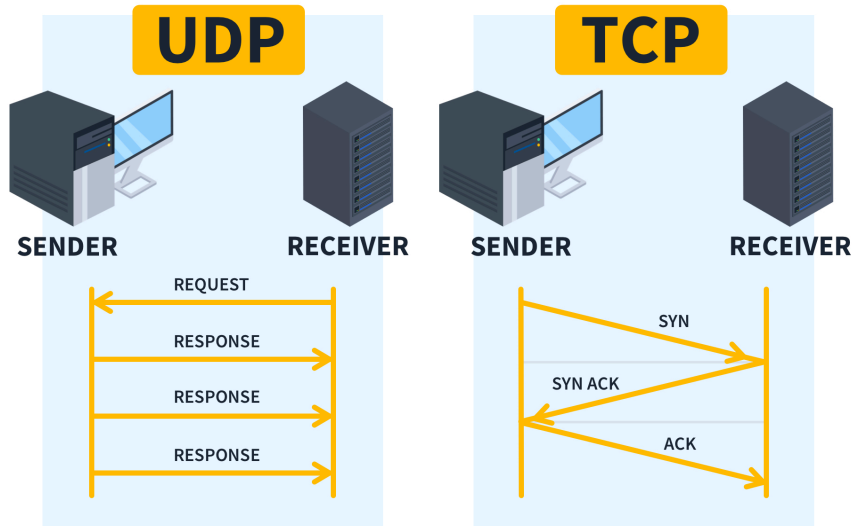 UDP
SENDER
RECEIVER
REQUEST
RESPONSE
RESPONSE
RESPONSE
TCP
SENDER
RECEIVER
SYN
SYN ACK
ACK